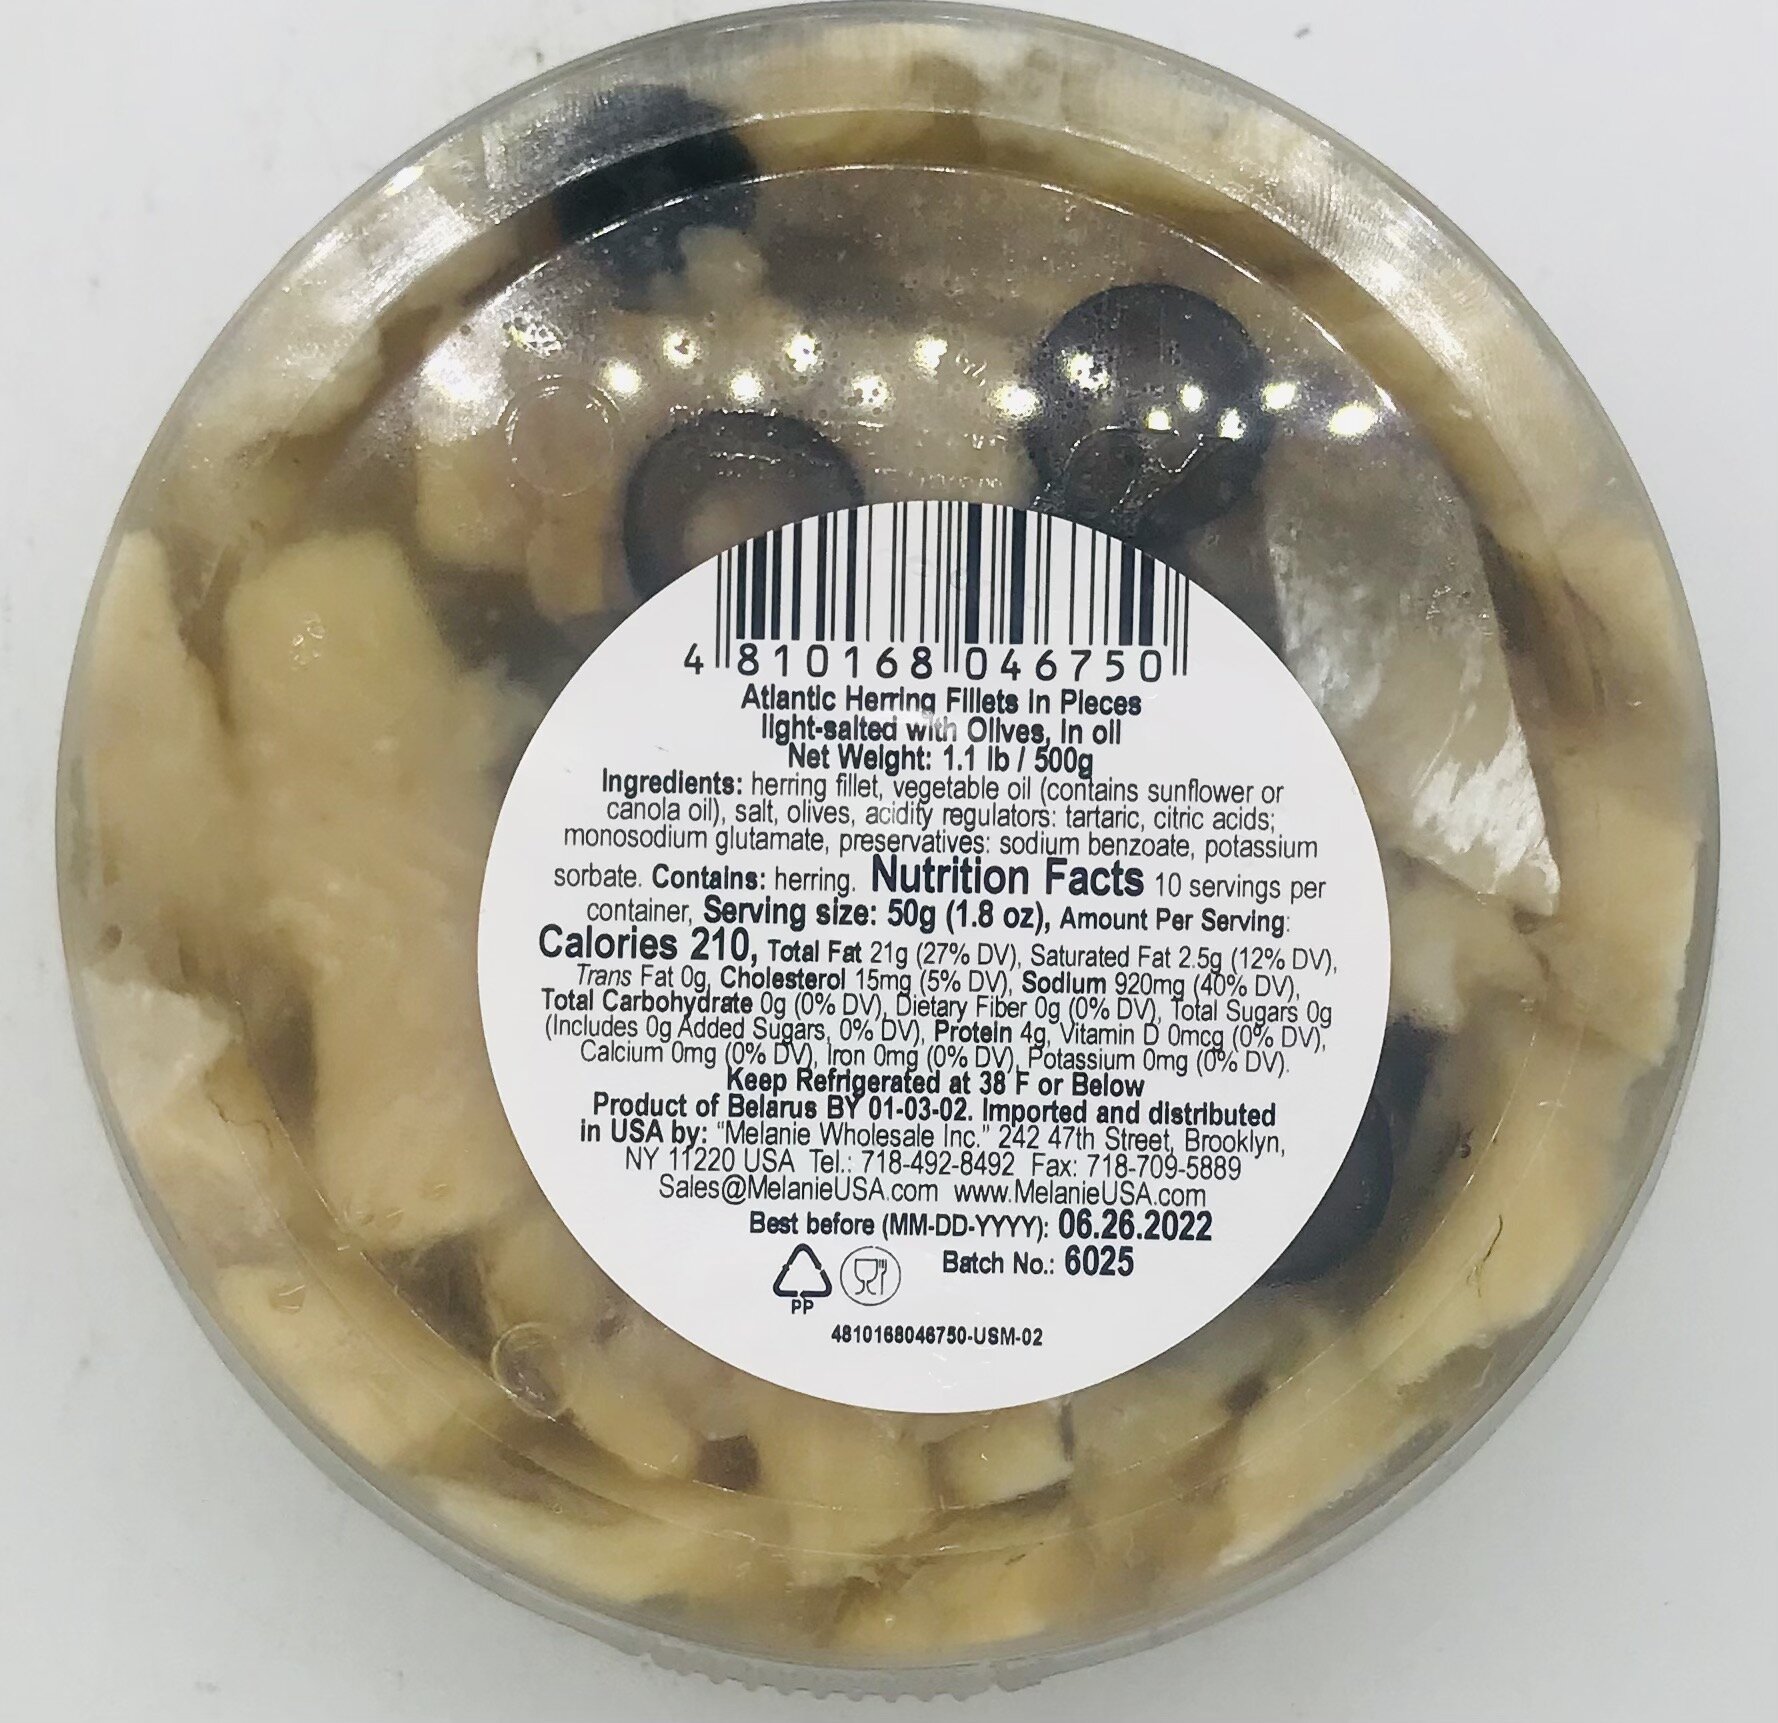 4 810168 046750
Atlantic Herring Fillets in Pieces
light-salted with Olives, in oil
Net Weight: 1.1 lb / 500g
Ingredients: herring fillet, vegetable oil (contains sunflower or
canola oil), salt, olives, acidity regulators: tartaric, citric acids;
monosodium glutamate, preservatives: sodium benzoate, potassium
sorbate. Contains: herring. Nutrition Facts 10 servings per
container, Serving size: 50g (1.8 oz), Amount Per Serving:
Calories 210, Total Fat 21g (27% DV), Saturated Fat 2.5g (12% DV),
Trans Fat 0g, Cholesterol 15mg (5% DV), Sodium 920mg (40% DV),
Total Carbohydrate 0g (0% DV), Dietary Fiber 0g (0% DV), Total Sugars 0g
(Includes 0g Added Sugars, 0% DV), Protein 4g, Vitamin D 0mcg (0% DV),
Calcium 0mg (0% DV), Iron 0mg (0% DV), Potassium 0mg (0% DV).
Keep Refrigerated at 38 F or Below
Product of Belarus BY 01-03-02. Imported and distributed
in USA by: "Melanie Wholesale Inc." 242 47th Street, Brooklyn,
NY 11220 USA Tel.: 718-492-8492 Fax: 718-709-5889
Sales@MelanieUSA.com www.MelanieUSA.com
Best before (MM-DD-YYYY): 06.26.2022
Batch No.: 6025
PP
4810168046750-USM-02